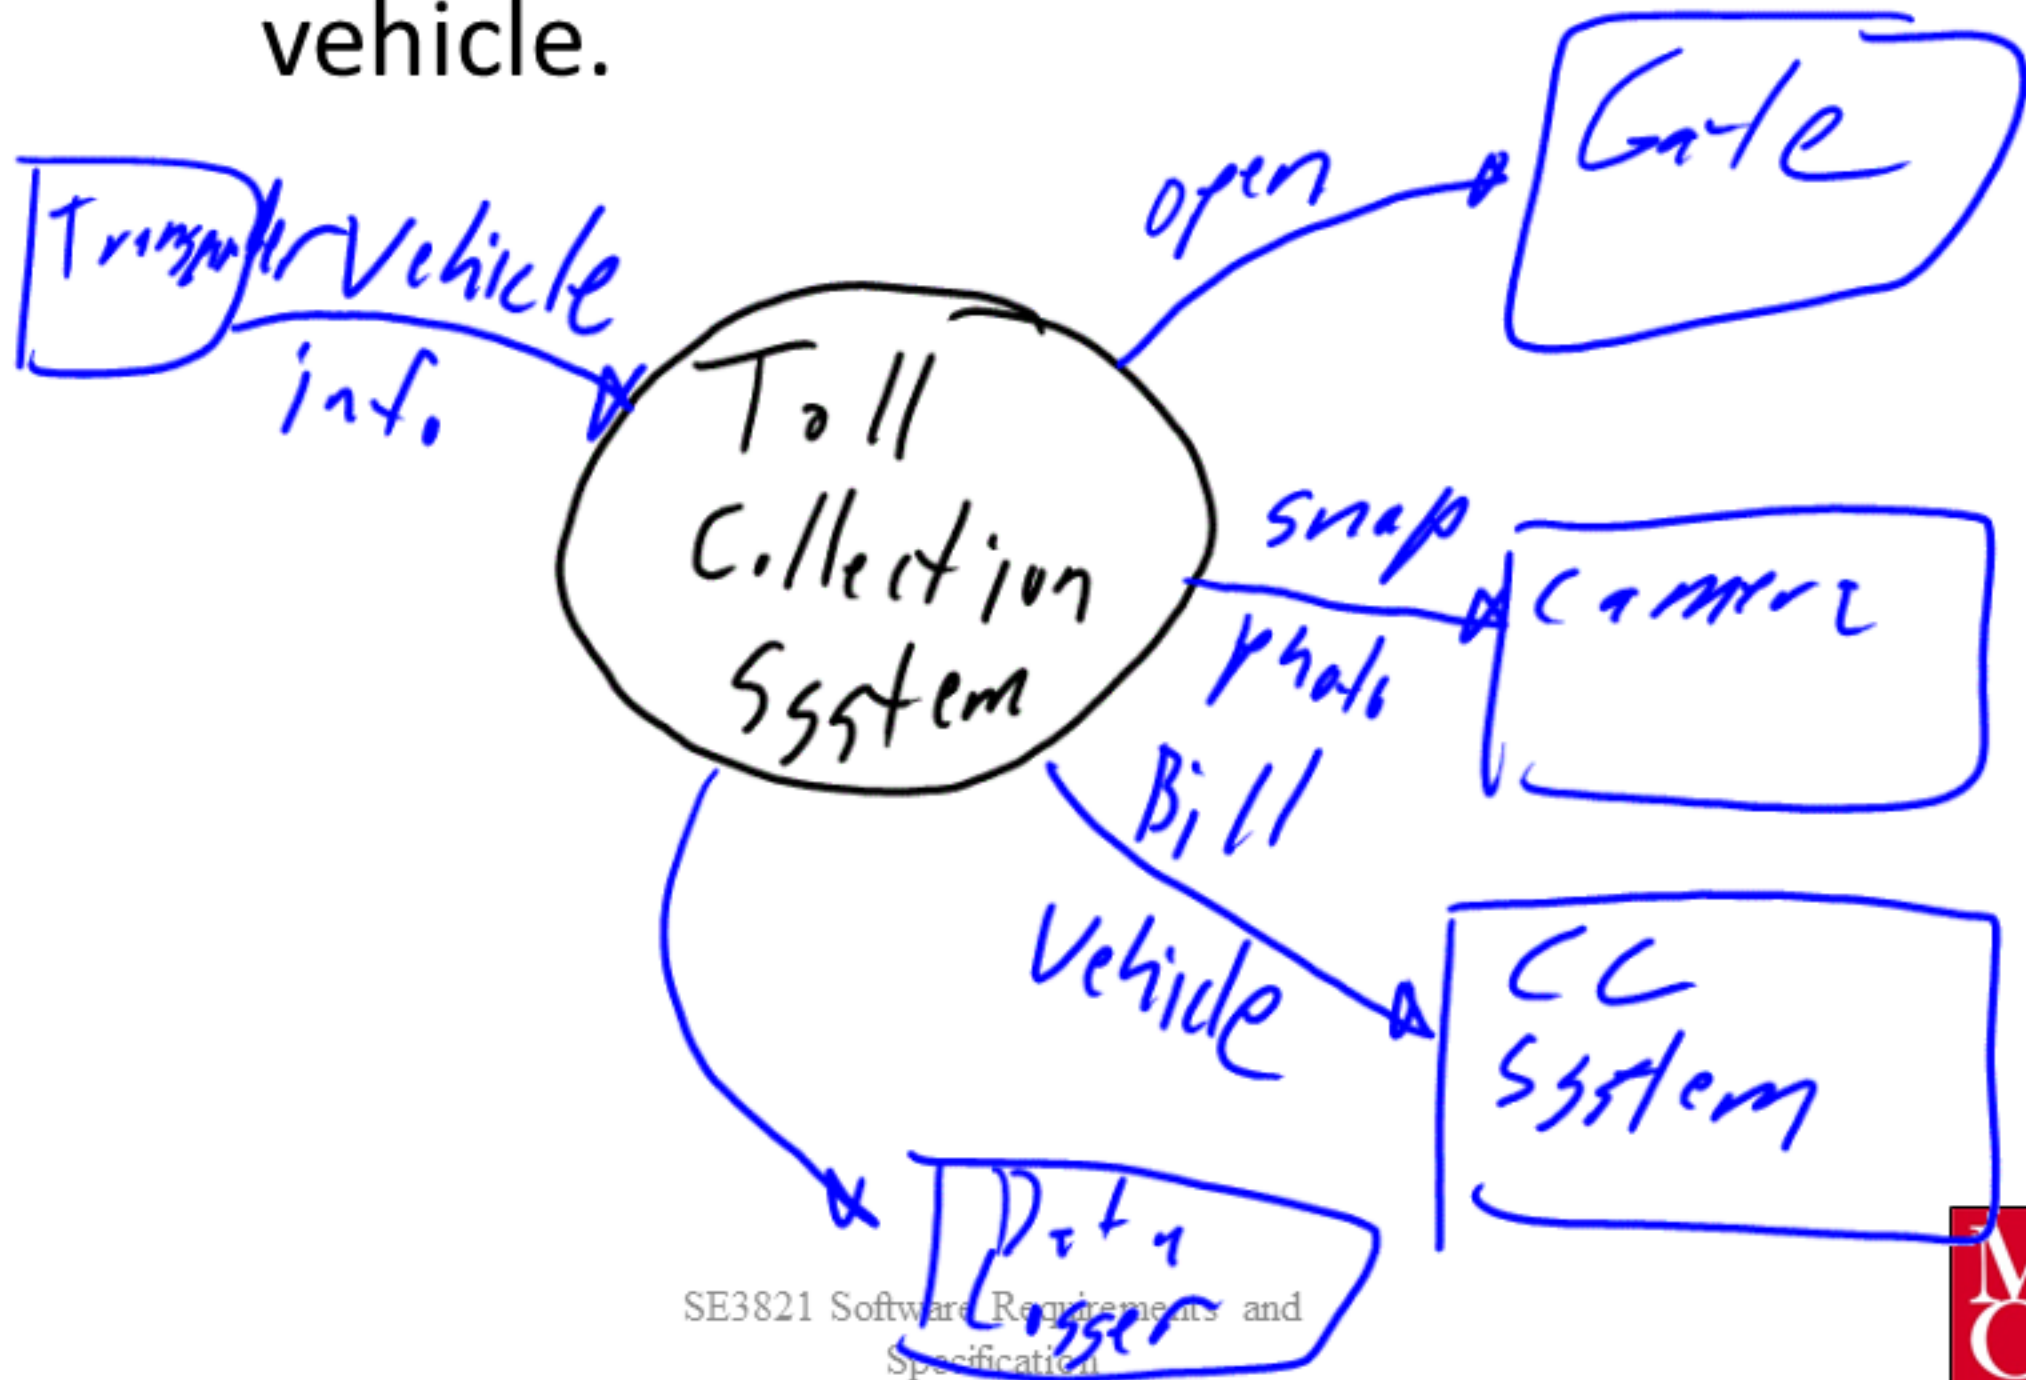 vehicle.
Gate
open
Transponder
Vehicle
info
Toll
Collection
System
snap
photo
Camera
Bill
Vehicle
CC
System
Data
Logger
SE3821 Software Requirements and
Specification